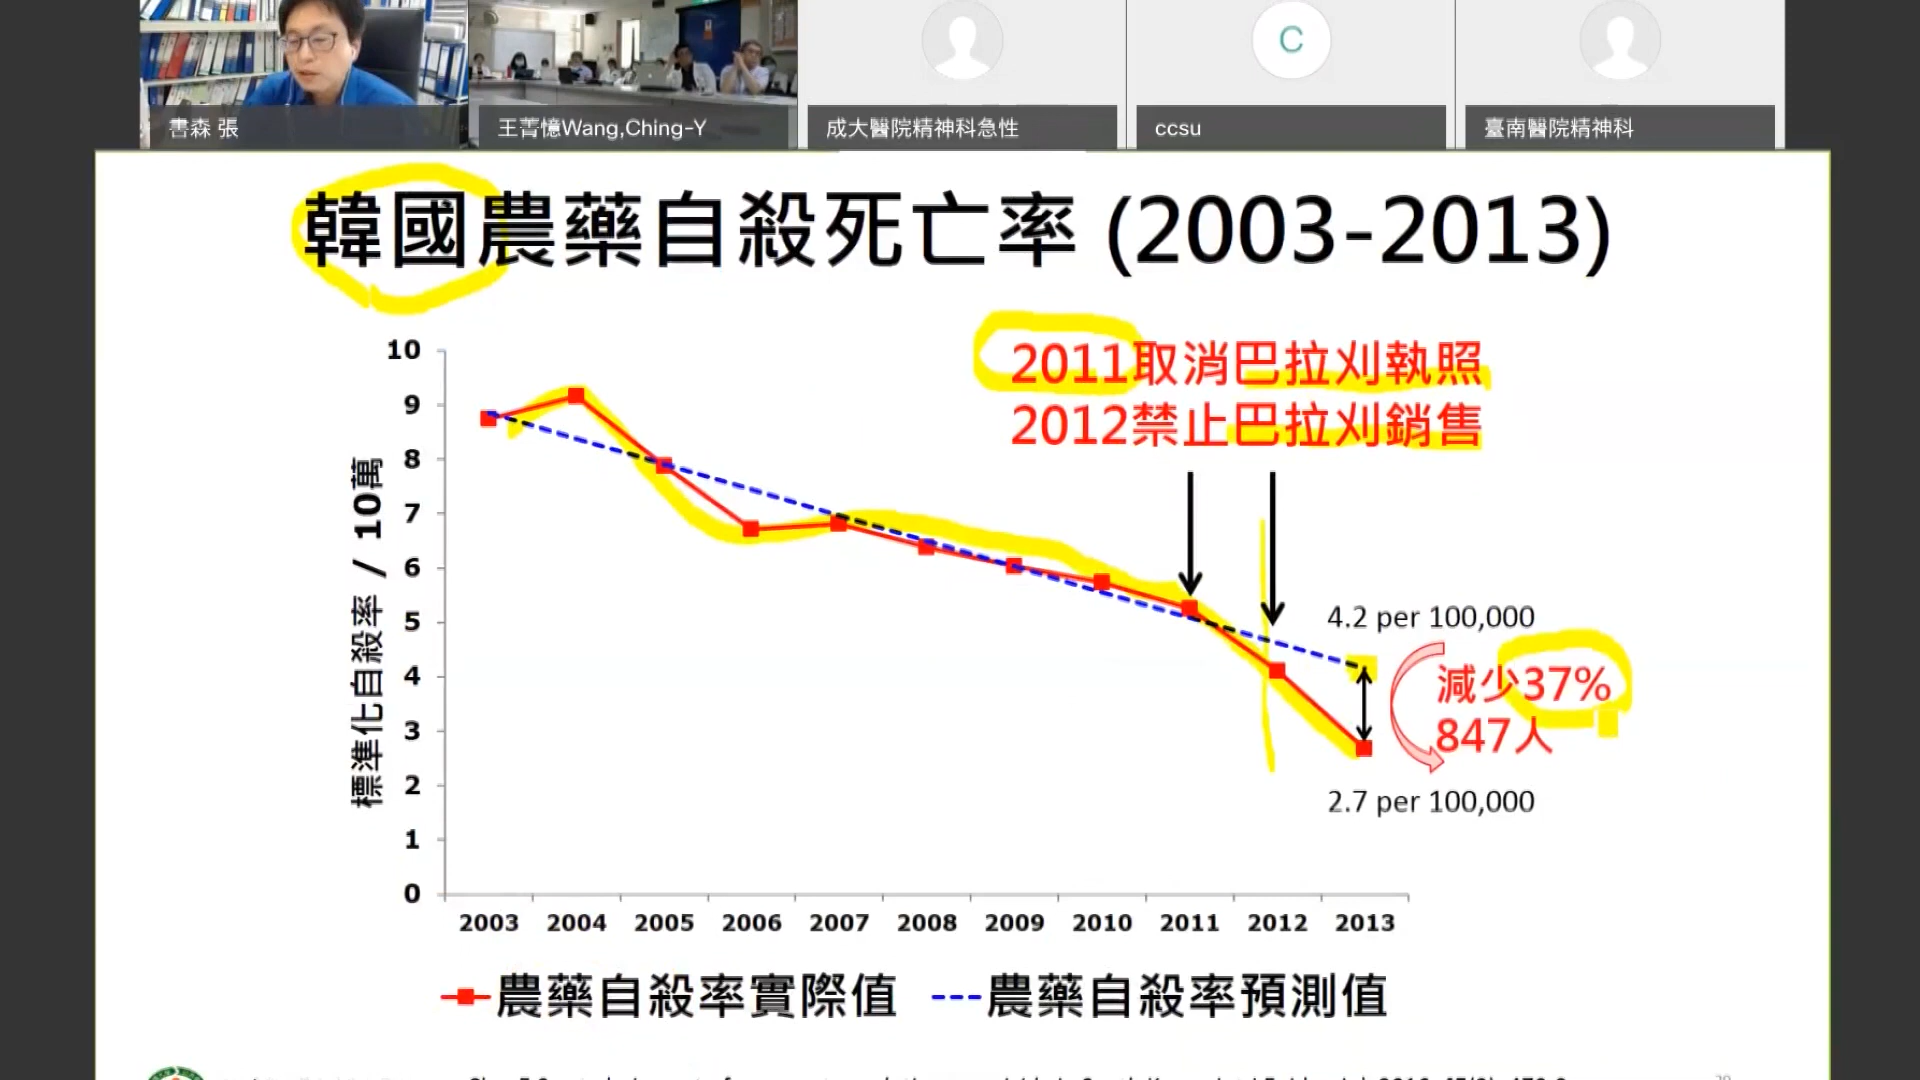 書森 張
王菁憶Wang,Ching-Y
成大醫院精神科急性
C
ccsu
臺南醫院精神科
韓國農藥自殺死亡率 (2003-2013)
2011取消巴拉刈執照
2012禁止巴拉刈銷售
標準化自殺率 / 10萬
10
9
8
7
6
5
4
3
2
1
0
4.2 per 100,000
減少37%
847人
2.7 per 100,000
2003 2004 2005 2006 2007 2008 2009 2010 2011 2012 2013
農藥自殺率實際值 農藥自殺率預測值